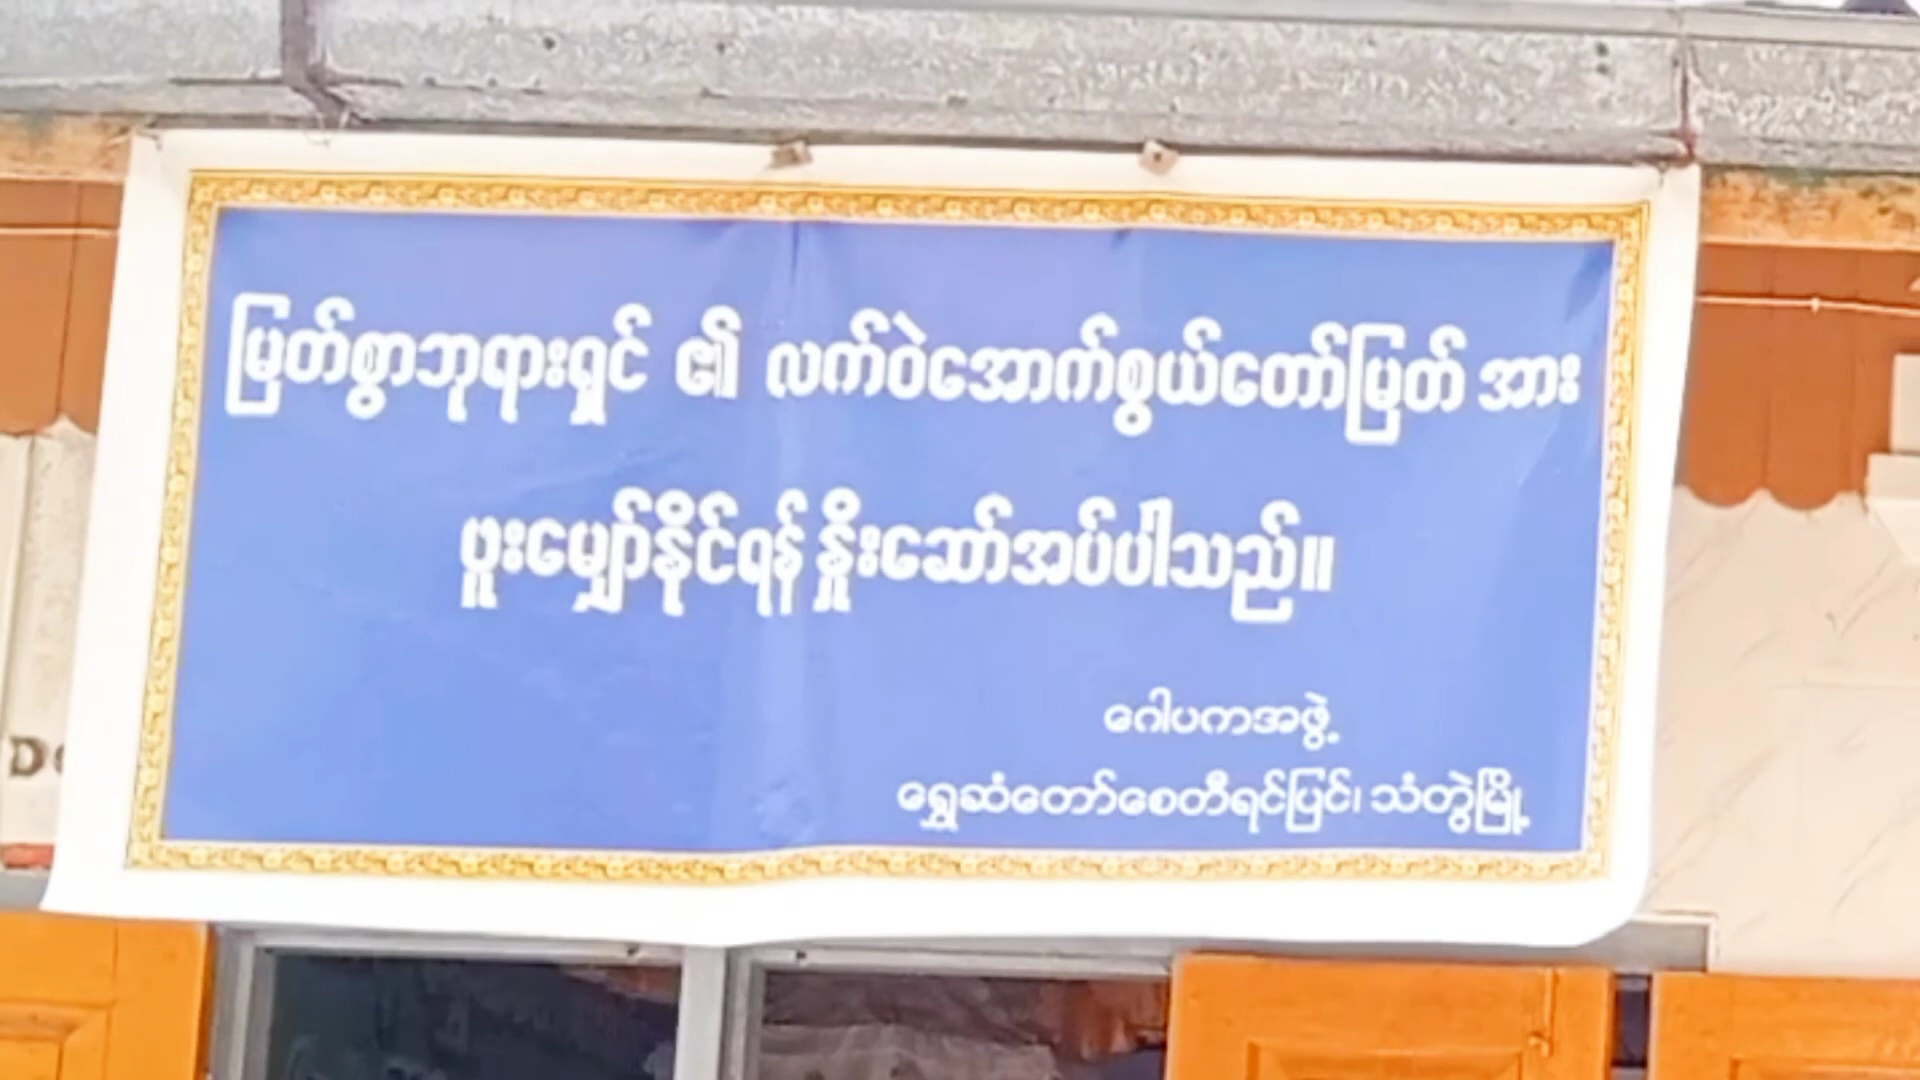 မြတ်စွာဘုရားရှင် ၏ လက်ဝဲအောက်စွယ်တော်မြတ် အား
ဖူးမျှော်နိုင်ရန် နှိုးဆော်အပ်ပါသည်။
ဂေါပကအဖွဲ့
ရွှေဆံတော်စေတီရင်ပြင်၊ သံတွဲမြို့